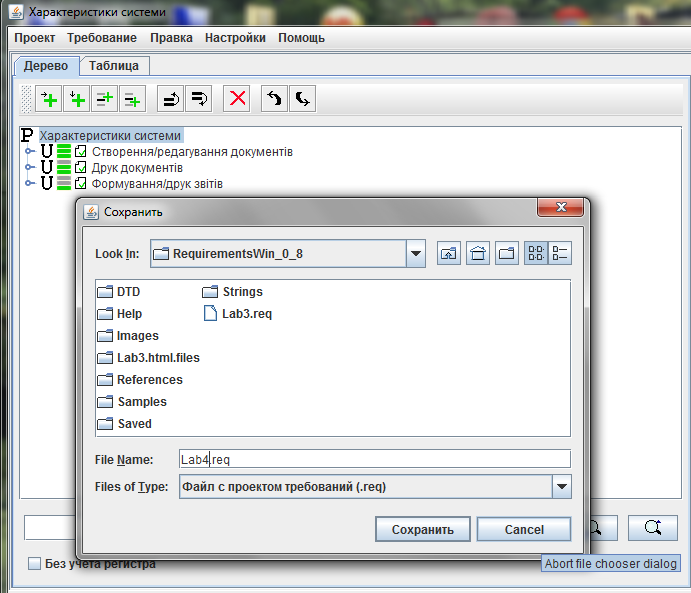 Характеристики системи
Проект Требование Правка Настройки Помощь
Дерево Таблица
P Характеристики системи
U Створення/редагування документів
U Друк документів
U Формування/друк звітів
Сохранить
Look In: RequirementsWin_0_8
DTD Strings
Help Lab3.req
Images
Lab3.html.files
References
Samples
Saved
File Name: Lab4.req
Files of Type: Файл с проектом требований (.req)
Сохранить Cancel
Abort file chooser dialog
Без учета регистра